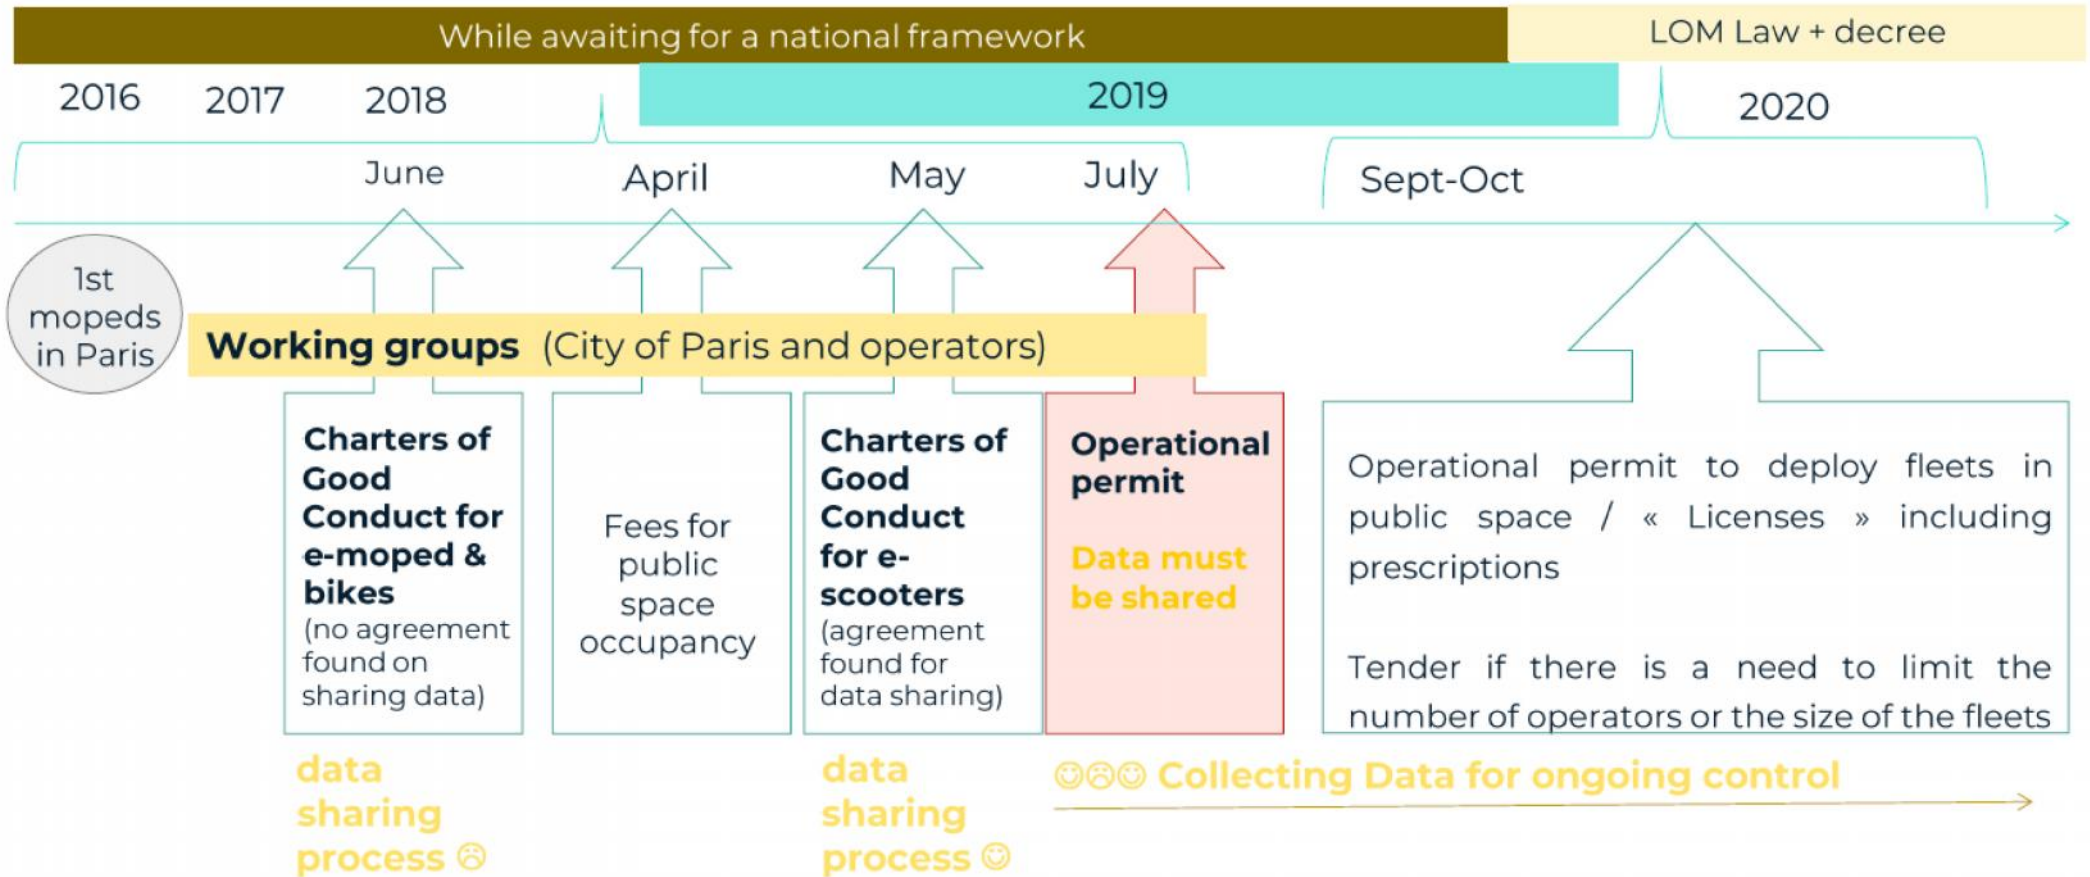 While awaiting for a national framework
LOM Law + decree
2016
2017
2018
2019
2020
June
April
May
July
Sept-Oct
1st
mopeds
in Paris
Working groups (City of Paris and operators)
Charters of
Good
Conduct for
e-moped &
bikes
(no agreement
found on
sharing data)
Fees for
public
space
occupancy
Charters of
Good
Conduct
for e-
scooters
(agreement
found for
data sharing)
Operational
permit
Data must
be shared
Operational permit to deploy fleets in
public space / « Licenses » including
prescriptions
Tender if there is a need to limit the
number of operators or the size of the fleets
data
sharing
process ☹
data
sharing
process ☺
☺☹☺ Collecting Data for ongoing control